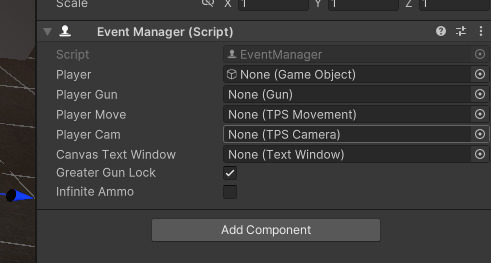 Scale X 1 Y 1 Z 1
Event Manager (Script)
Script EventManager
Player None (Game Object)
Player Gun None (Gun)
Player Move None (TPS Movement)
Player Cam None (TPS Camera)
Canvas Text Window None (Text Window)
Greater Gun Lock
Infinite Ammo
Add Component